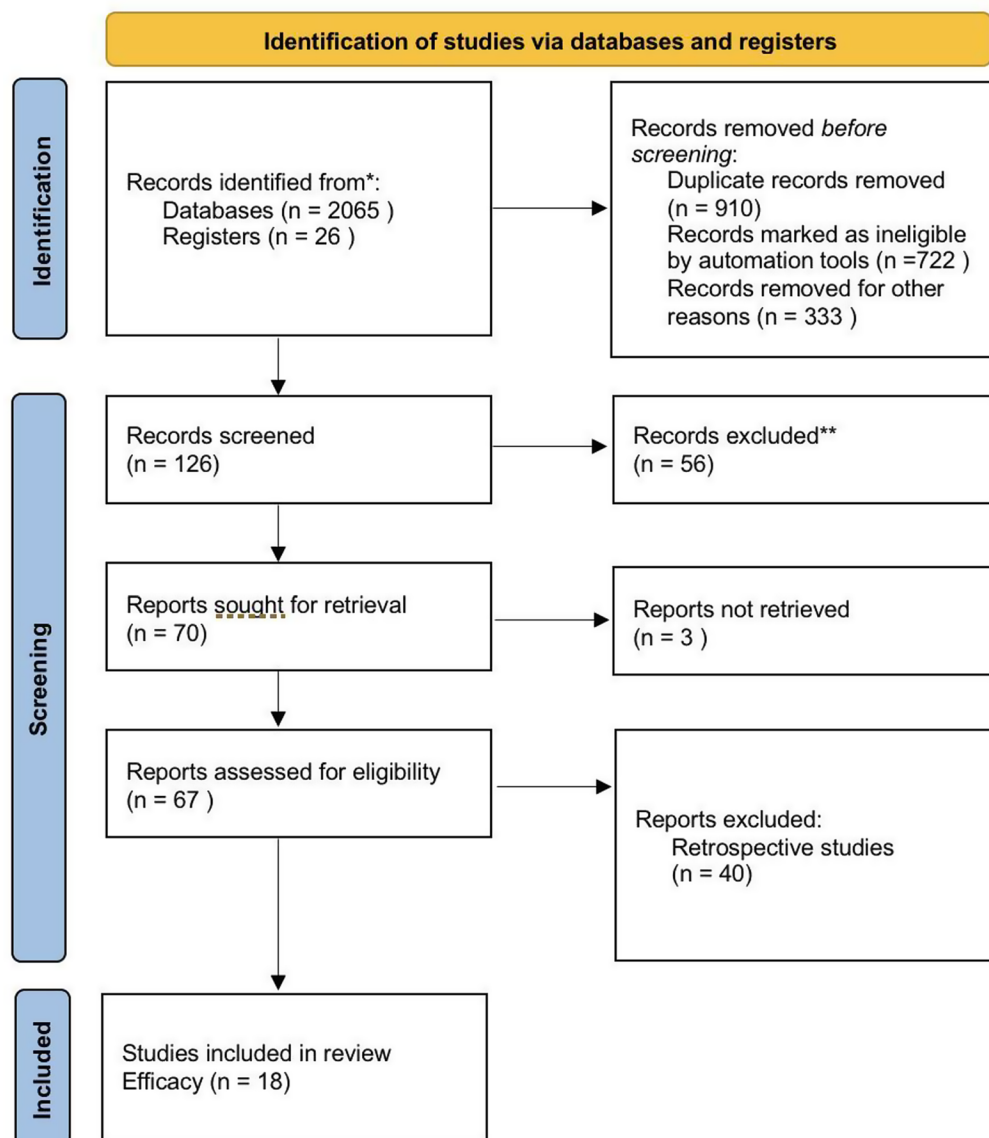 Identification of studies via databases and registers
Identification
Records identified from*:
Databases (n = 2065 )
Registers (n = 26 )
Records removed before
screening:
Duplicate records removed
(n = 910)
Records marked as ineligible
by automation tools (n =722 )
Records removed for other
reasons (n = 333 )
Screening
Records screened
(n = 126)
Records excluded**
(n = 56)
Reports sought for retrieval
(n = 70)
Reports not retrieved
(n = 3 )
Reports assessed for eligibility
(n = 67 )
Reports excluded:
Retrospective studies
(n = 40)
Included
Studies included in review
Efficacy (n = 18)